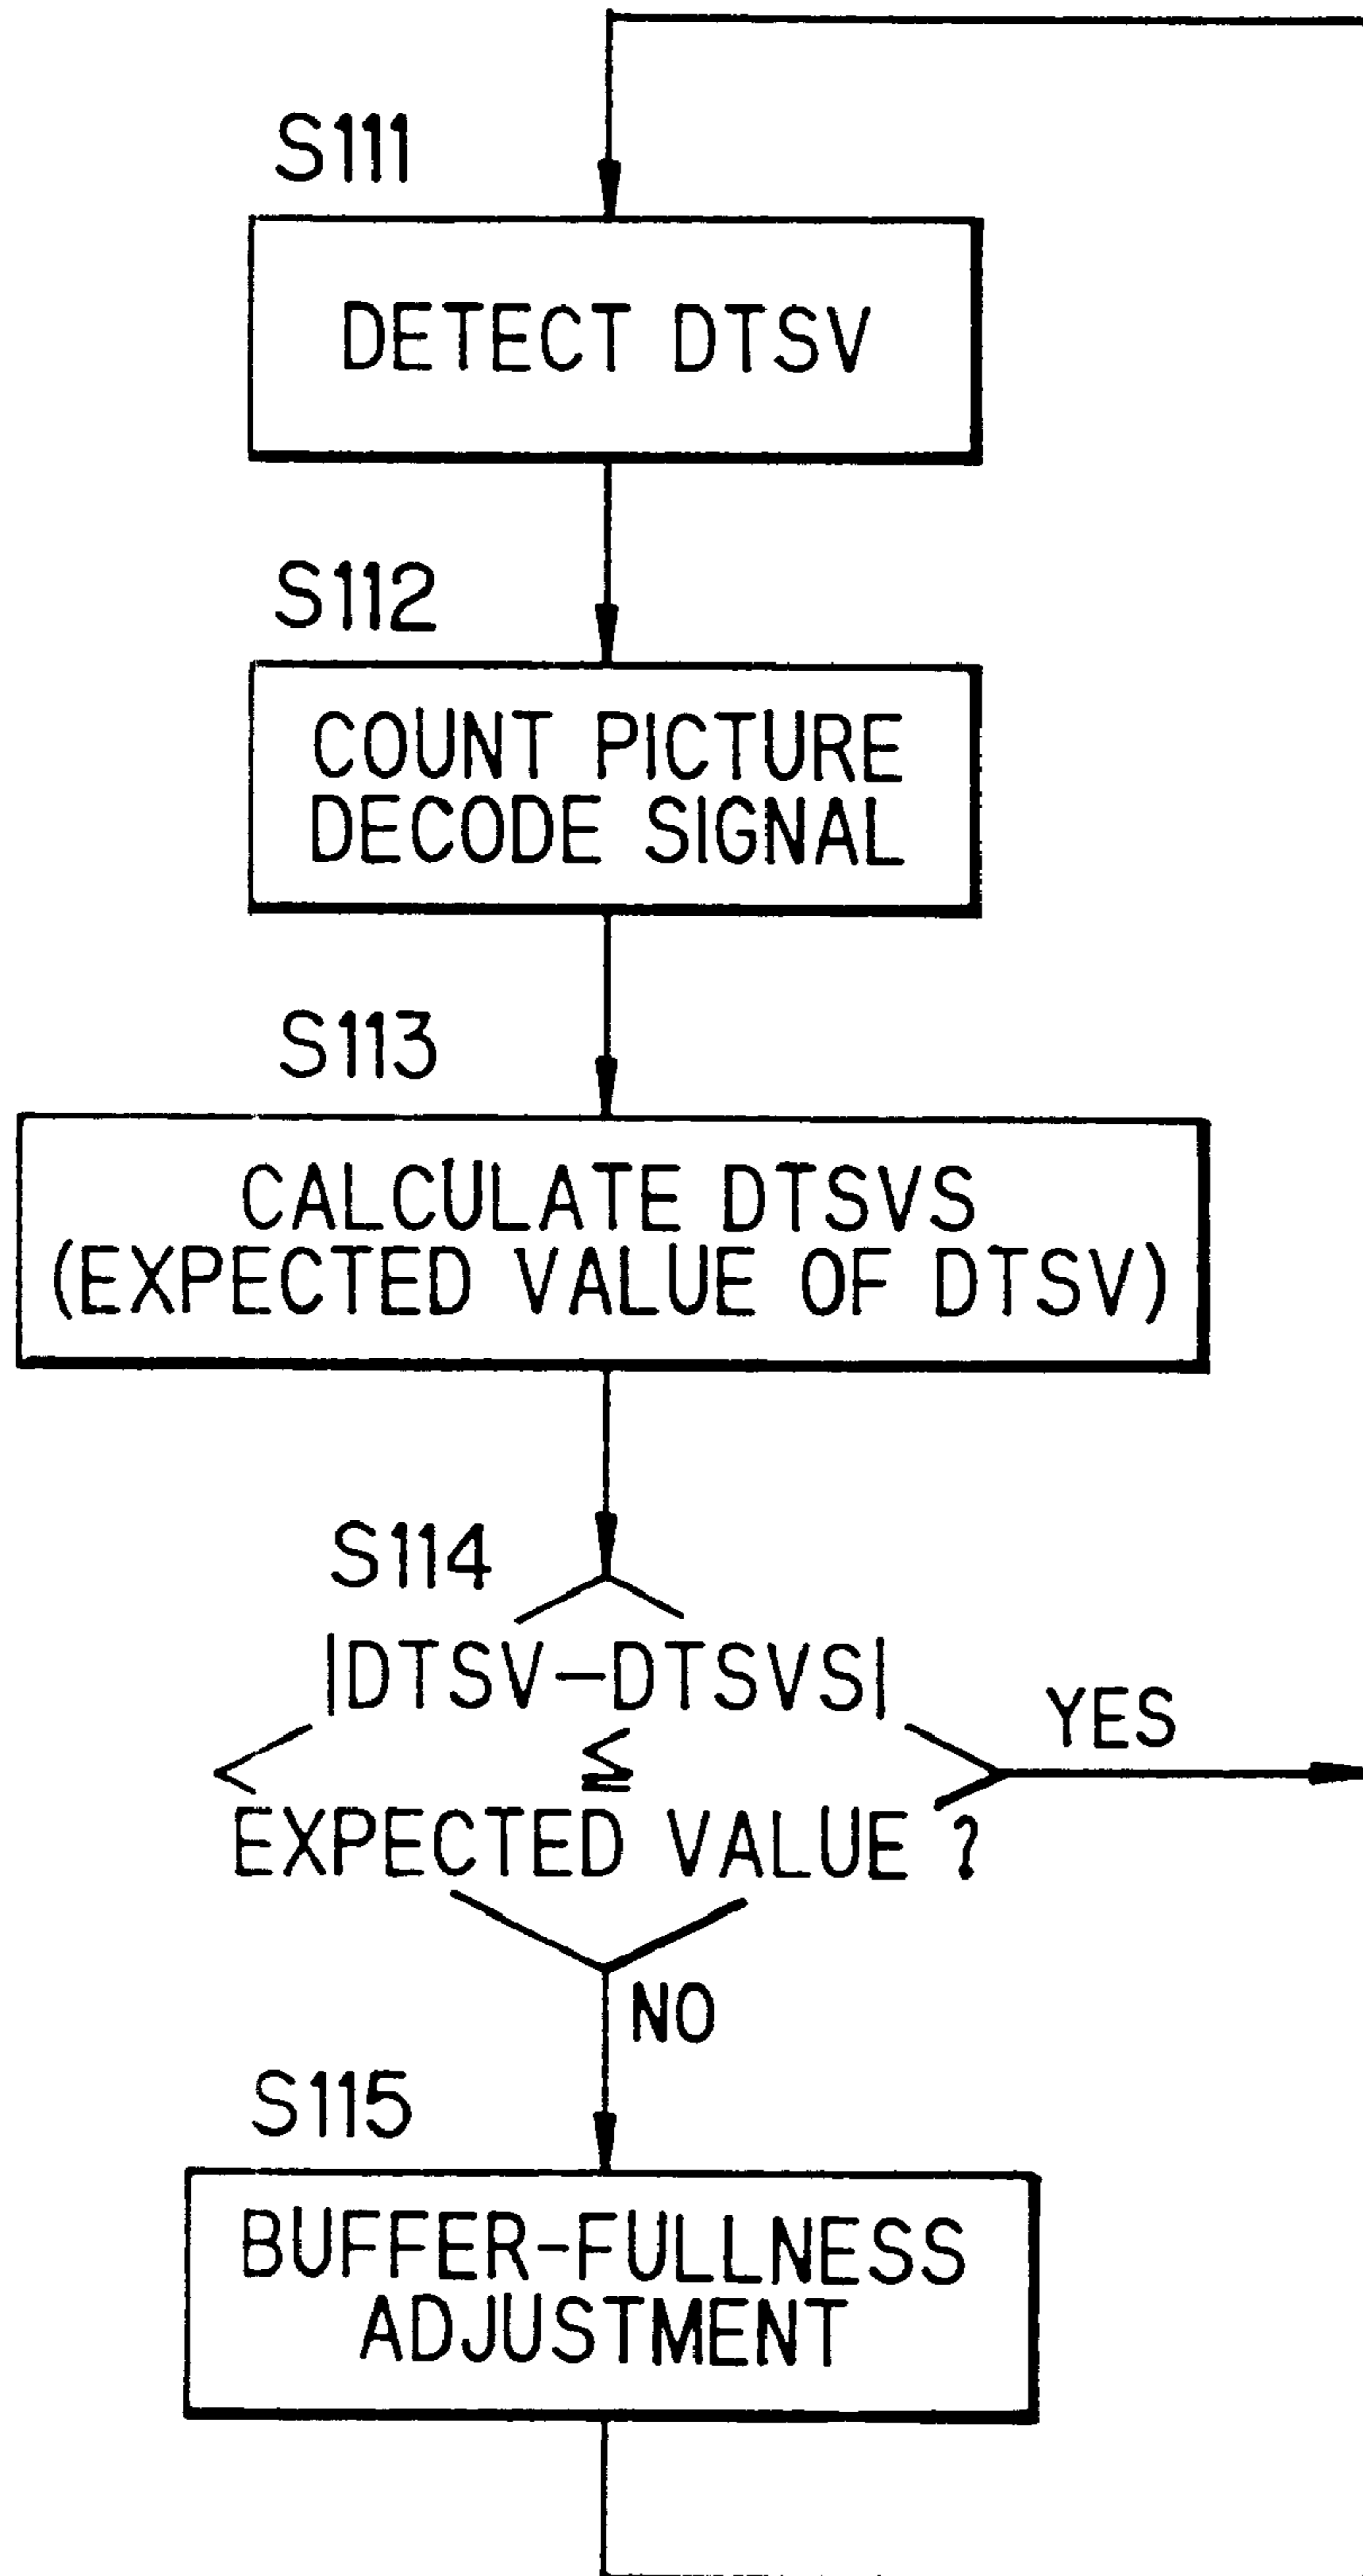 S111
DETECT DTSV
S112
COUNT PICTURE
DECODE SIGNAL
S113
CALCULATE DTSVS
(EXPECTED VALUE OF DTSV)
S114
|DTSV-DTSVS|
≦
EXPECTED VALUE ?
YES
NO
S115
BUFFER-FULLNESS
ADJUSTMENT